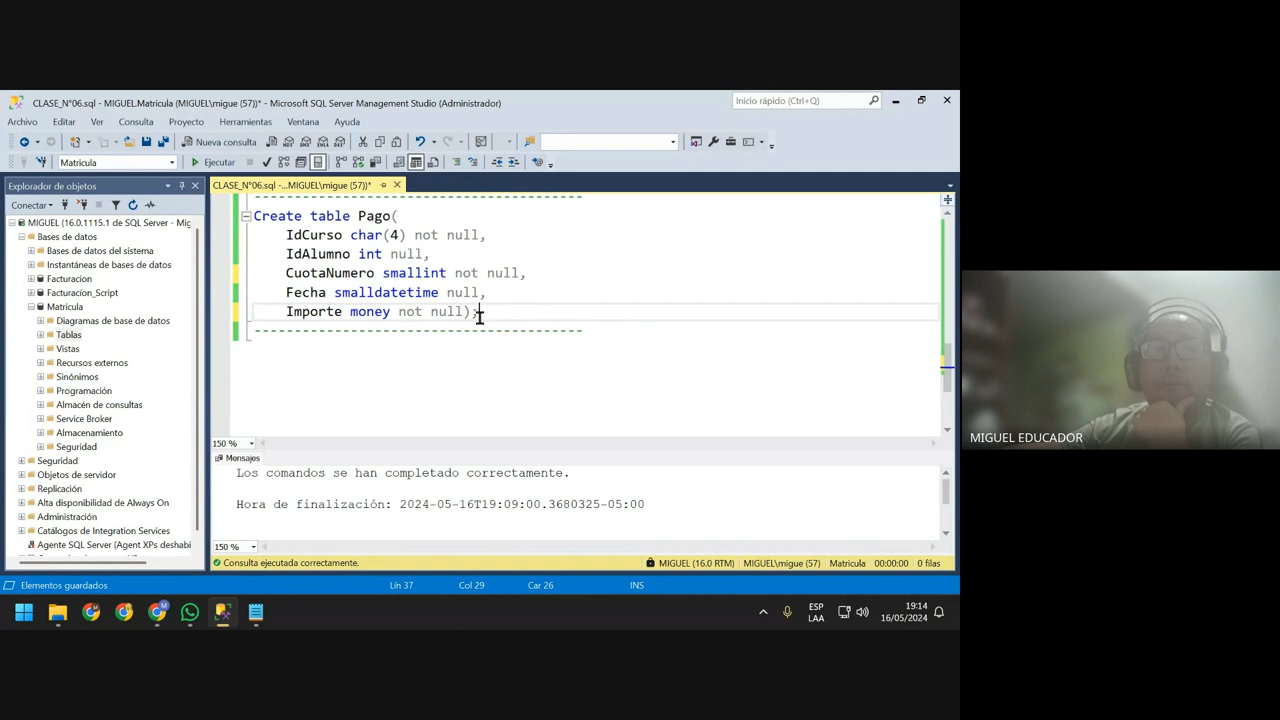 CLASE_N°06.sql - MIGUEL.Matricula (MIGUEL\migue (57))* - Microsoft SQL Server Management Studio (Administrador)
Inicio rápido (Ctrl+Q)
Archivo Editar Ver Consulta Proyecto Herramientas Ventana Ayuda
Nueva consulta
Matricula
Ejecutar
Explorador de objetos
Conectar
MIGUEL (16.0.1115.1 de SQL Server - Mig
Bases de datos
Bases de datos del sistema
Instantáneas de bases de datos
Facturacion
Facturacíon_Script
Matricula
Diagramas de base de datos
Tablas
Vistas
Recursos externos
Sinónimos
Programación
Almacén de consultas
Service Broker
Almacenamiento
Seguridad
Seguridad
Objetos de servidor
Replicación
Alta disponibilidad de Always On
Administración
Catálogos de Integration Services
Agente SQL Server (Agent XPs deshabi
CLASE_N°06.sql -...MIGUEL\migue (57))*
-----------------------------------------
Create table Pago(
IdCurso char(4) not null,
IdAlumno int null,
CuotaNumero smallint not null,
Fecha smalldatetime null,
Importe money not null);
-----------------------------------------
150 %
Mensajes
Los comandos se han completado correctamente.
Hora de finalización: 2024-05-16T19:09:00.3680325-05:00
150 %
Consulta ejecutada correctamente.
MIGUEL (16.0 RTM) MIGUEL\migue (57) Matricula 00:00:00 0 filas
Elementos guardados
Lín 37 Col 29 Car 26 INS
ESP
LAA
19:14
16/05/2024
MIGUEL EDUCADOR